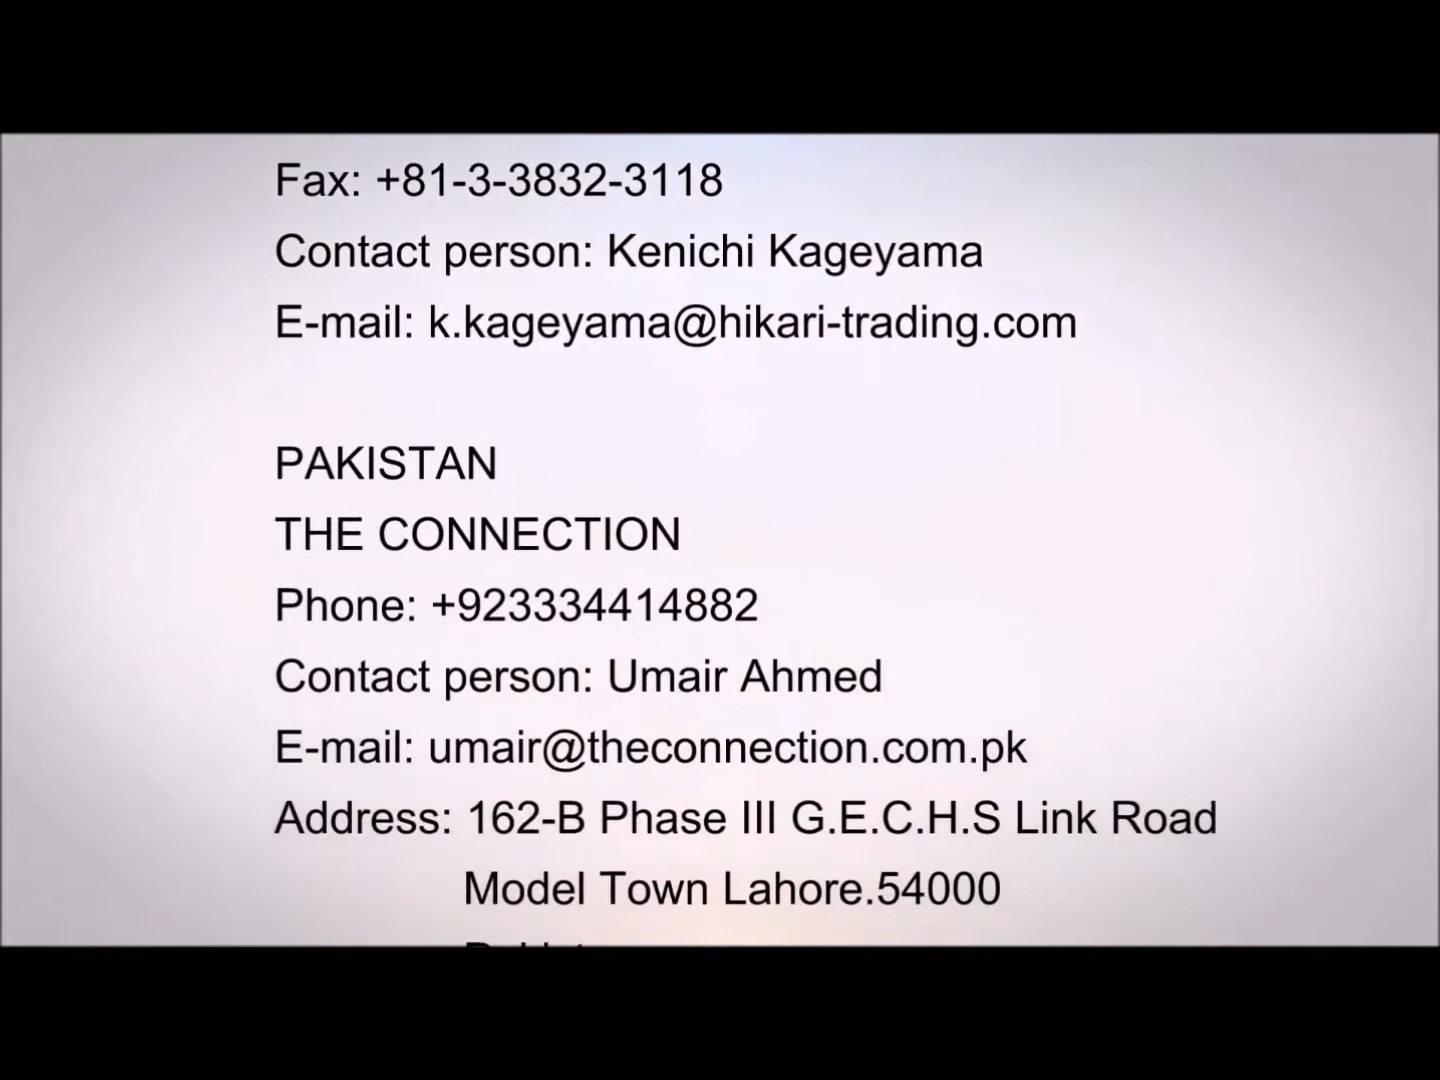 Fax: +81-3-3832-3118
Contact person: Kenichi Kageyama
E-mail: k.kageyama@hikari-trading.com
PAKISTAN
THE CONNECTION
Phone: +923334414882
Contact person: Umair Ahmed
E-mail: umair@theconnection.com.pk
Address: 162-B Phase III G.E.C.H.S Link Road
Model Town Lahore.54000